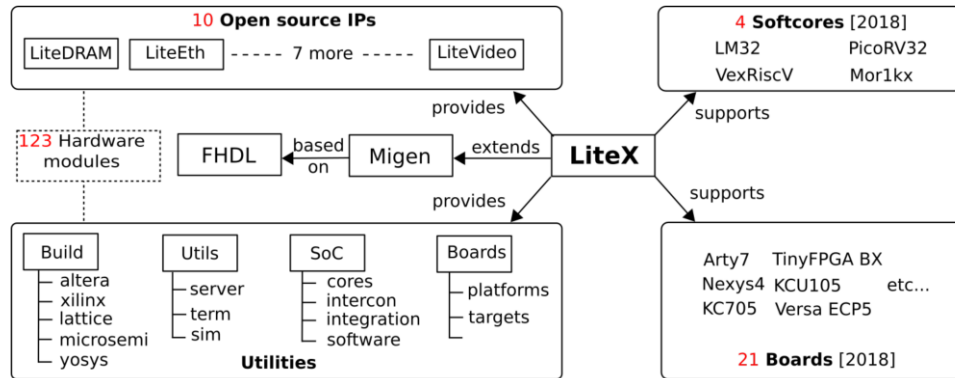 10 Open source IPs
LiteDRAM LiteEth 7 more LiteVideo
4 Softcores [2018]
LM32 PicoRV32
VexRiscV Mor1kx
provides
supports
123 Hardware
modules
FHDL
based
on
Migen
extends
LiteX
provides
supports
Build
altera
xilinx
lattice
microsemi
yosys
Utils
server
term
sim
SoC
cores
intercon
integration
software
Boards
platforms
targets
Utilities
Arty7 TinyFPGA BX
Nexys4 KCU105 etc...
KC705 Versa ECP5
21 Boards [2018]